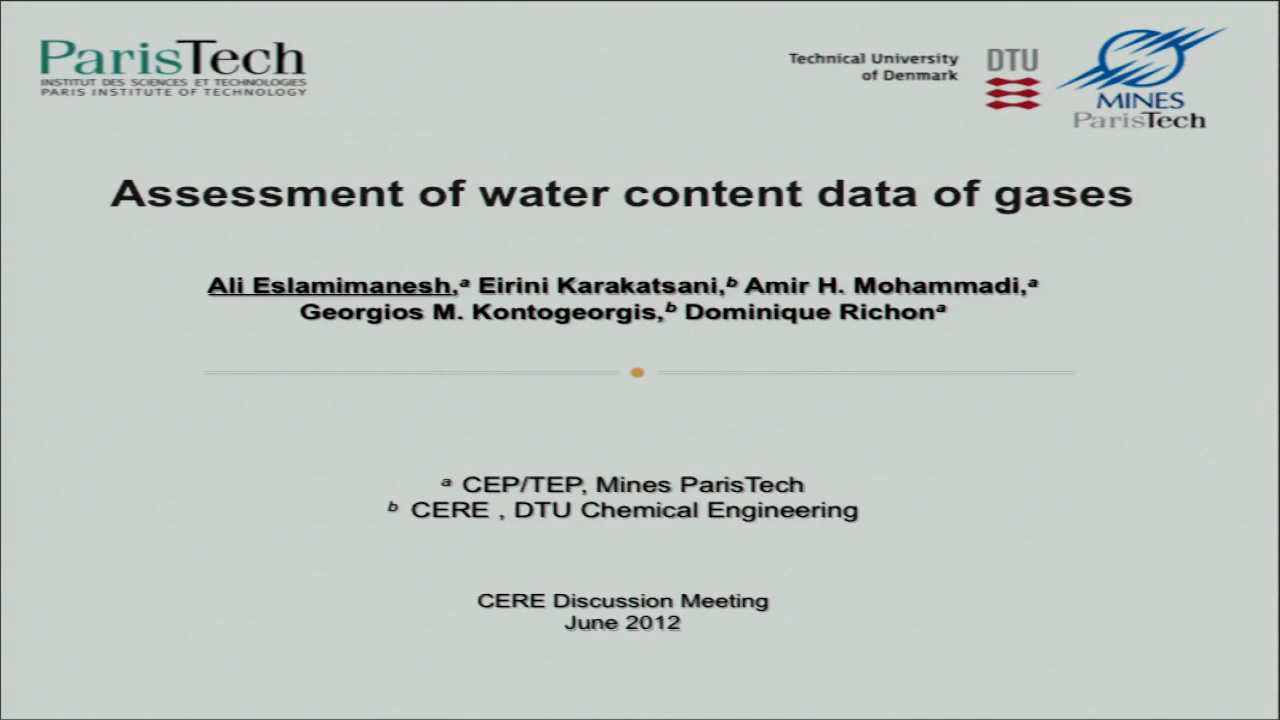 ParisTech
INSTITUT DES SCIENCES ET TECHNOLOGIES
PARIS INSTITUTE OF TECHNOLOGY
Technical University
of Denmark
DTU
MINES
ParisTech
Assessment of water content data of gases
Ali Eslamimanesh,ᵃ Eirini Karakatsani,ᵇ Amir H. Mohammadi,ᵃ
Georgios M. Kontogeorgis,ᵇ Dominique Richonᵃ
ᵃ CEP/TEP, Mines ParisTech
ᵇ CERE , DTU Chemical Engineering
CERE Discussion Meeting
June 2012